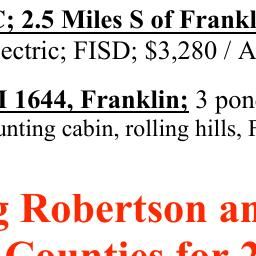 C; 2.5 Miles S of Frankl
ectric; FISD; $3,280 / A
1644, Franklin; 3 pon
unting cabin, rolling hills, F
g Robertson an
Counties for 2